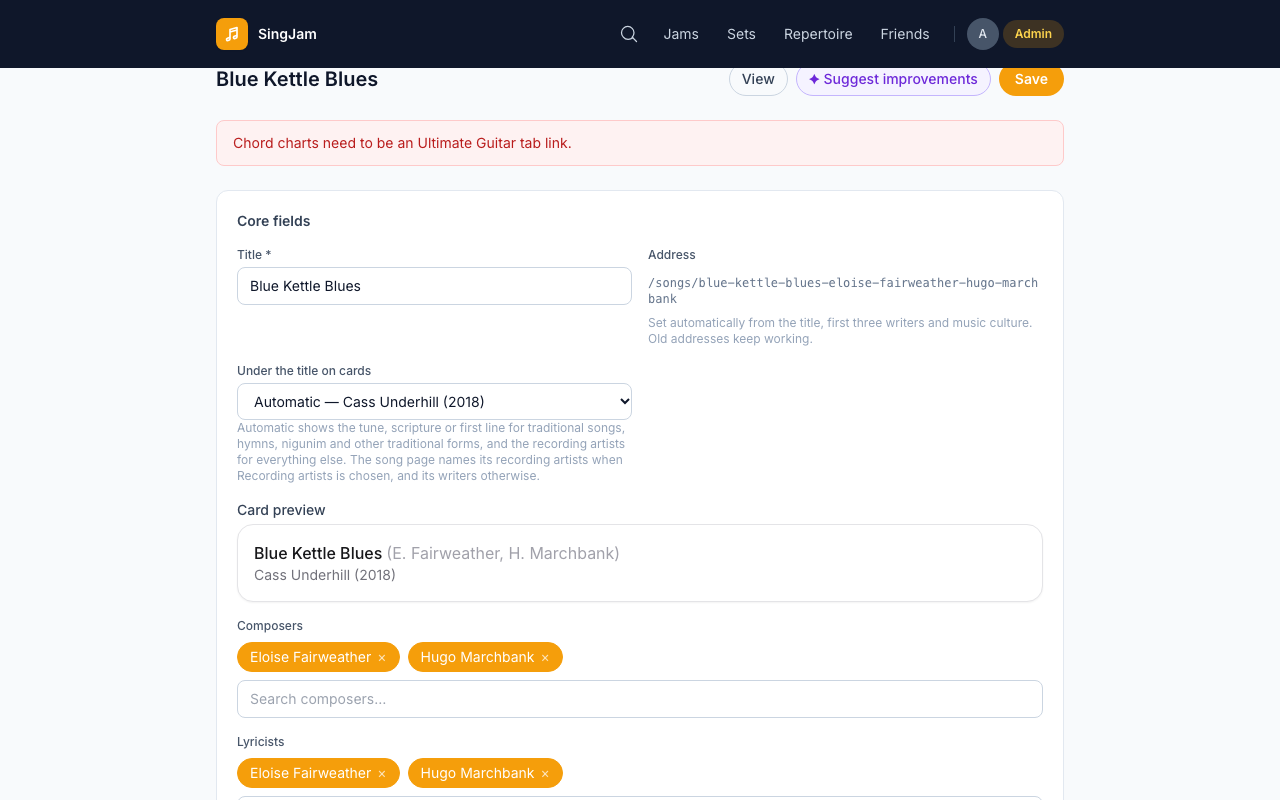 SingJam
Jams
Sets
Repertoire
Friends
A
Admin
Blue Kettle Blues
View
✦ Suggest improvements
Save
Chord charts need to be an Ultimate Guitar tab link.
Core fields
Title *
Blue Kettle Blues
Address
/songs/blue-kettle-blues-eloise-fairweather-hugo-march
bank
Set automatically from the title, first three writers and music culture.
Old addresses keep working.
Under the title on cards
Automatic — Cass Underhill (2018)
Automatic shows the tune, scripture or first line for traditional songs,
hymns, nigunim and other traditional forms, and the recording artists
for everything else. The song page names its recording artists when
Recording artists is chosen, and its writers otherwise.
Card preview
Blue Kettle Blues (E. Fairweather, H. Marchbank)
Cass Underhill (2018)
Composers
Eloise Fairweather ×
Hugo Marchbank ×
Search composers...
Lyricists
Eloise Fairweather ×
Hugo Marchbank ×